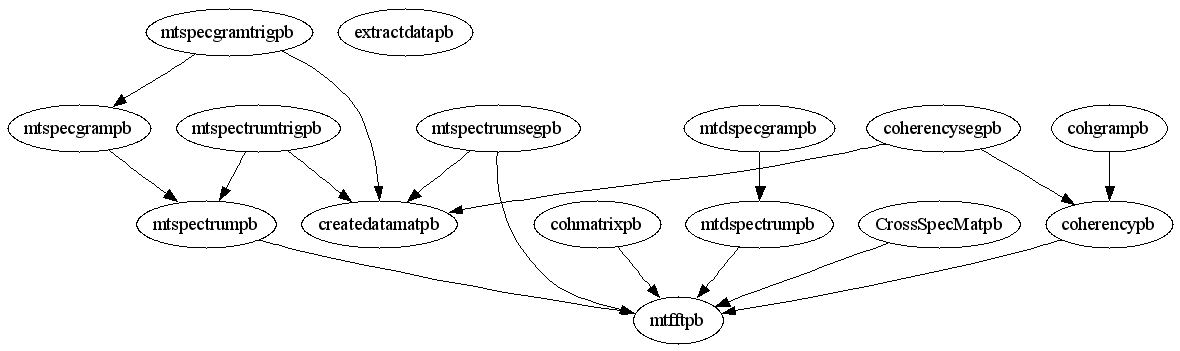 mtspecgramtrigpb
extractdatapb
mtspecgrampb
mtspectrumtrigpb
mtspectrumsegpb
mtdspecgrampb
coherencysegpb
cohgrampb
mtspectrumpb
createdatamatpb
cohmatrixpb
mtdspectrumpb
CrossSpecMatpb
coherencypb
mtfftpb